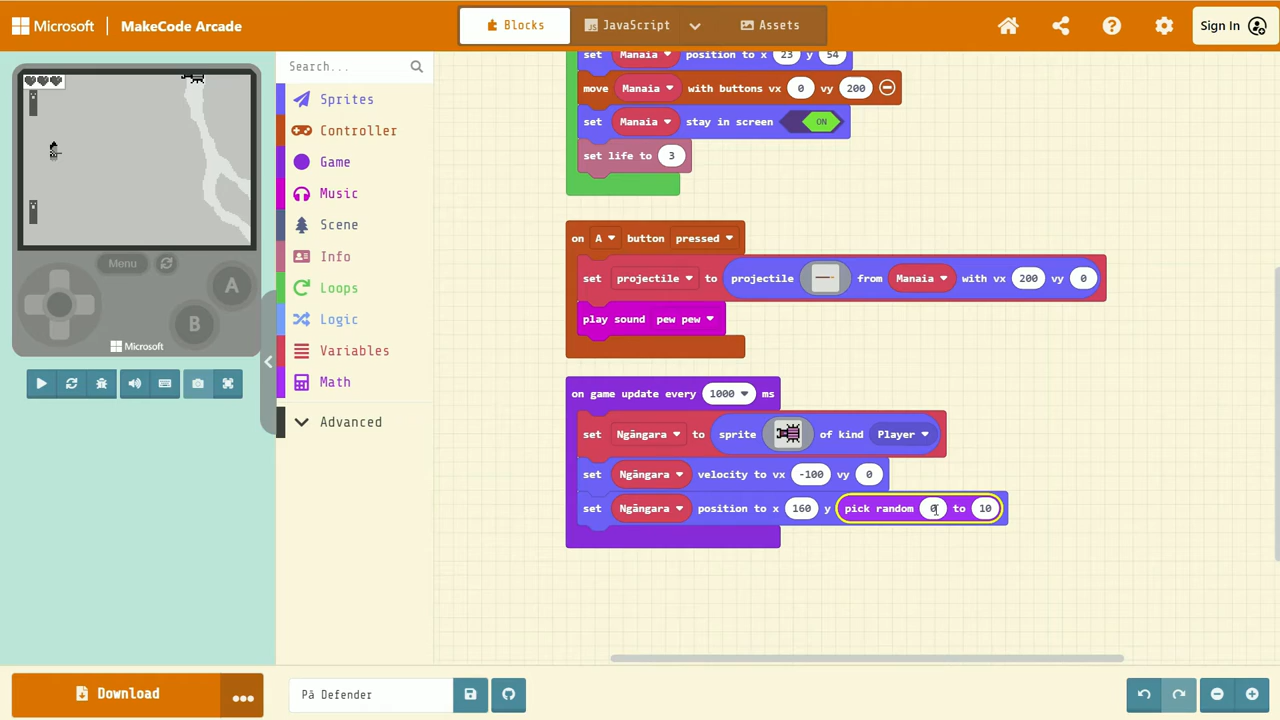 Microsoft MakeCode Arcade Blocks JavaScript Assets Sign In
Search...
Sprites
Controller
Game
Music
Scene
Info
Loops
Logic
Variables
Math
Advanced
Menu
A
B
Microsoft
set Manaia position to x 23 y 54
move Manaia with buttons vx 0 vy 200
set Manaia stay in screen ON
set life to 3
on A button pressed
set projectile to projectile from Manaia with vx 200 vy 0
play sound pew pew
on game update every 1000 ms
set Ngāngara to sprite of kind Player
set Ngāngara velocity to vx -100 vy 0
set Ngāngara position to x 160 y pick random 0 to 10
Download
Pā Defender